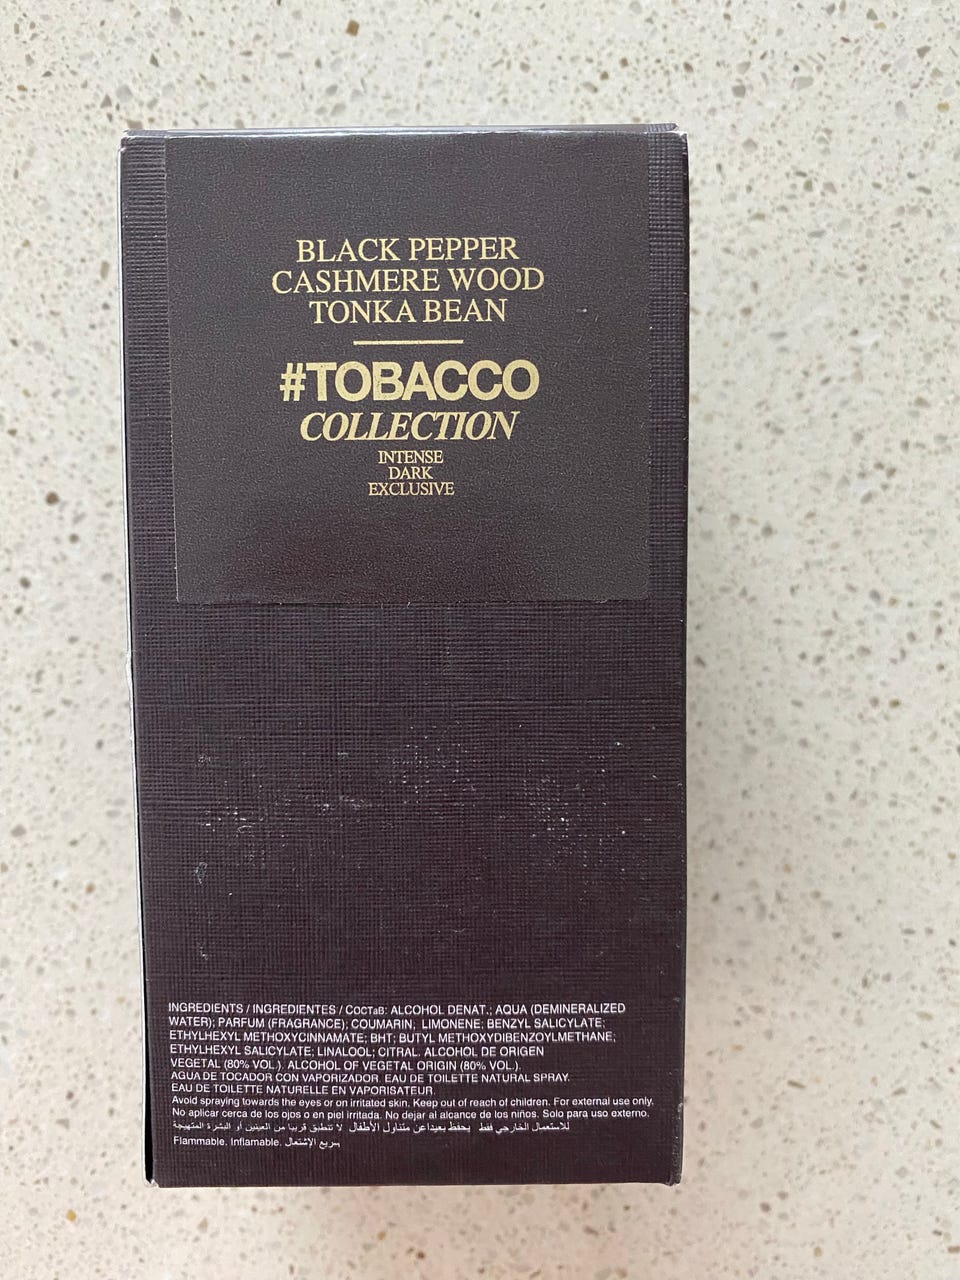 BLACK PEPPER
CASHMERE WOOD
TONKA BEAN
#TOBACCO
COLLECTION
INTENSE
DARK
EXCLUSIVE
INGREDIENTS / INGREDIENTES / COCTaB: ALCOHOL DENAT.; AQUA (DEMINERALIZED
WATER); PARFUM (FRAGRANCE); COUMARIN; LIMONENE; BENZYL SALICYLATE;
ETHYLHEXYL METHOXYCINNAMATE; BHT; BUTYL METHOXYDIBENZOYLMETHANE;
ETHYLHEXYL SALICYLATE; LINALOOL; CITRAL. ALCOHOL DE ORIGEN
VEGETAL (80% VOL.). ALCOHOL OF VEGETAL ORIGIN (80% VOL.).
AGUA DE TOCADOR CON VAPORIZADOR. EAU DE TOILETTE NATURAL SPRAY.
EAU DE TOILETTE NATURELLE EN VAPORISATEUR
Avoid spraying towards the eyes or on irritated skin. Keep out of reach of children. For external use only.
No aplicar cerca de los ojos o en piel irritada. No dejar al alcance de los niños. Solo para uso externo.
للاستعمال الخارجي فقط يحفظ بعيداعن متناول الأطفال لا تنطبق قريبا من العينين أو البشرة المتهيجة
Flammable. Inflamable. سريع الإشتعال